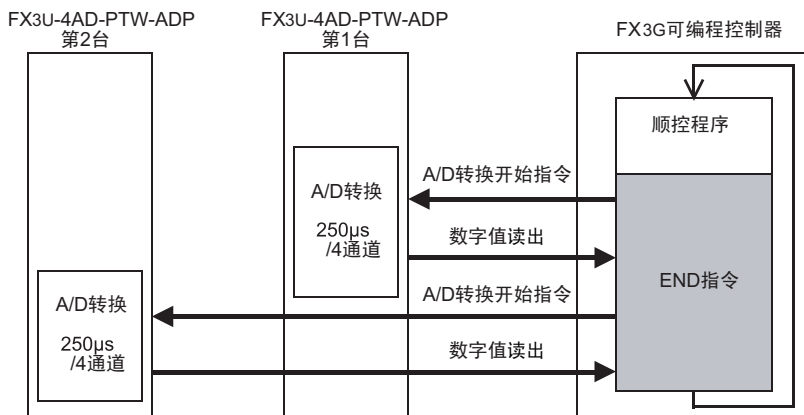 FX3U-4AD-PTW-ADP
第2台
FX3U-4AD-PTW-ADP
第1台
FX3G可编程控制器
顺控程序
A/D转换开始指令
A/D转换
250μs
/4通道
数字值读出
END指令
A/D转换开始指令
A/D转换
250μs
/4通道
数字值读出